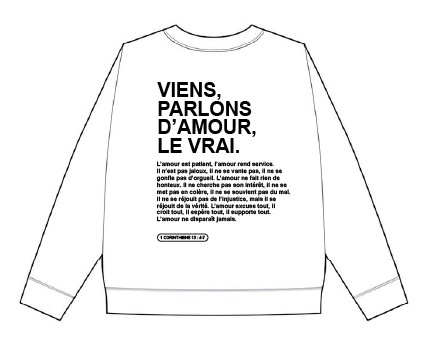 VIENS,
PARLONS
D'AMOUR,
LE VRAI.
L'amour est patient, l'amour rend service.
Il n'est pas jaloux, il ne se vante pas, il ne se
gonfle pas d'orgueil. L'amour ne fait rien de
honteux. Il ne cherche pas son intérêt, il ne se
met pas en colère, il ne se souvient pas du mal.
Il ne se réjouit pas de l'injustice, mais il se
réjouit de la vérité. L'amour excuse tout, il
croit tout, il espère tout, il supporte tout.
L'amour ne disparaît jamais.
1 CORINTHIENS 13 : 4-7